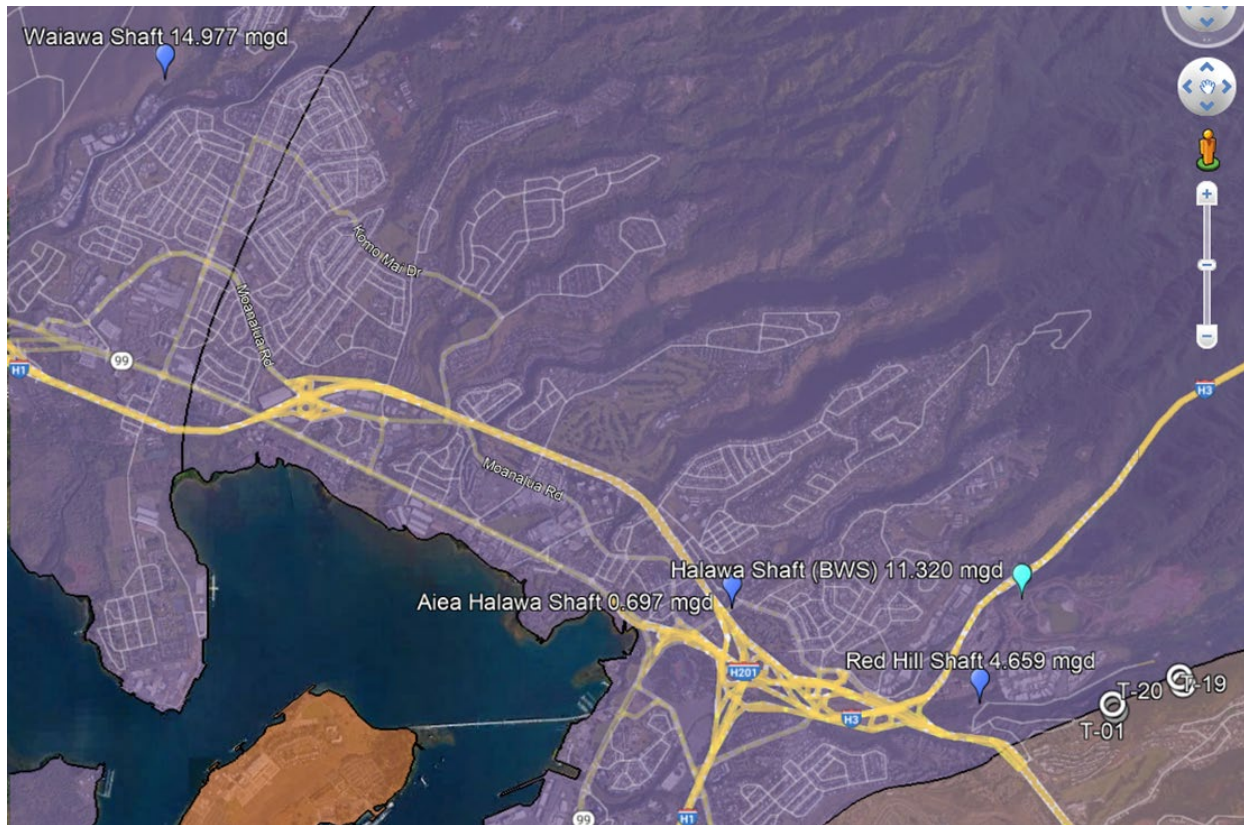 Waiawa Shaft 14.977 mgd
Komo Mai Dr
Moanalua Rd
99
H1
H3
Moanalua Rd
Halawa Shaft (BWS) 11.320 mgd
Aiea Halawa Shaft 0.697 mgd
Red Hill Shaft 4.659 mgd
H201
T-20
T-19
H3
T-01
99
H1